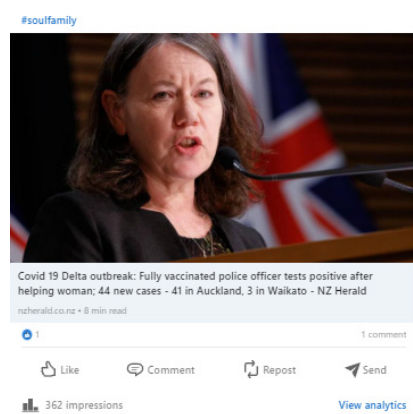 #soulfamily
Covid 19 Delta outbreak: Fully vaccinated police officer tests positive after
helping woman; 44 new cases - 41 in Auckland, 3 in Waikato - NZ Herald
nzherald.co.nz • 8 min read
1
1 comment
Like
Comment
Repost
Send
362 impressions
View analytics